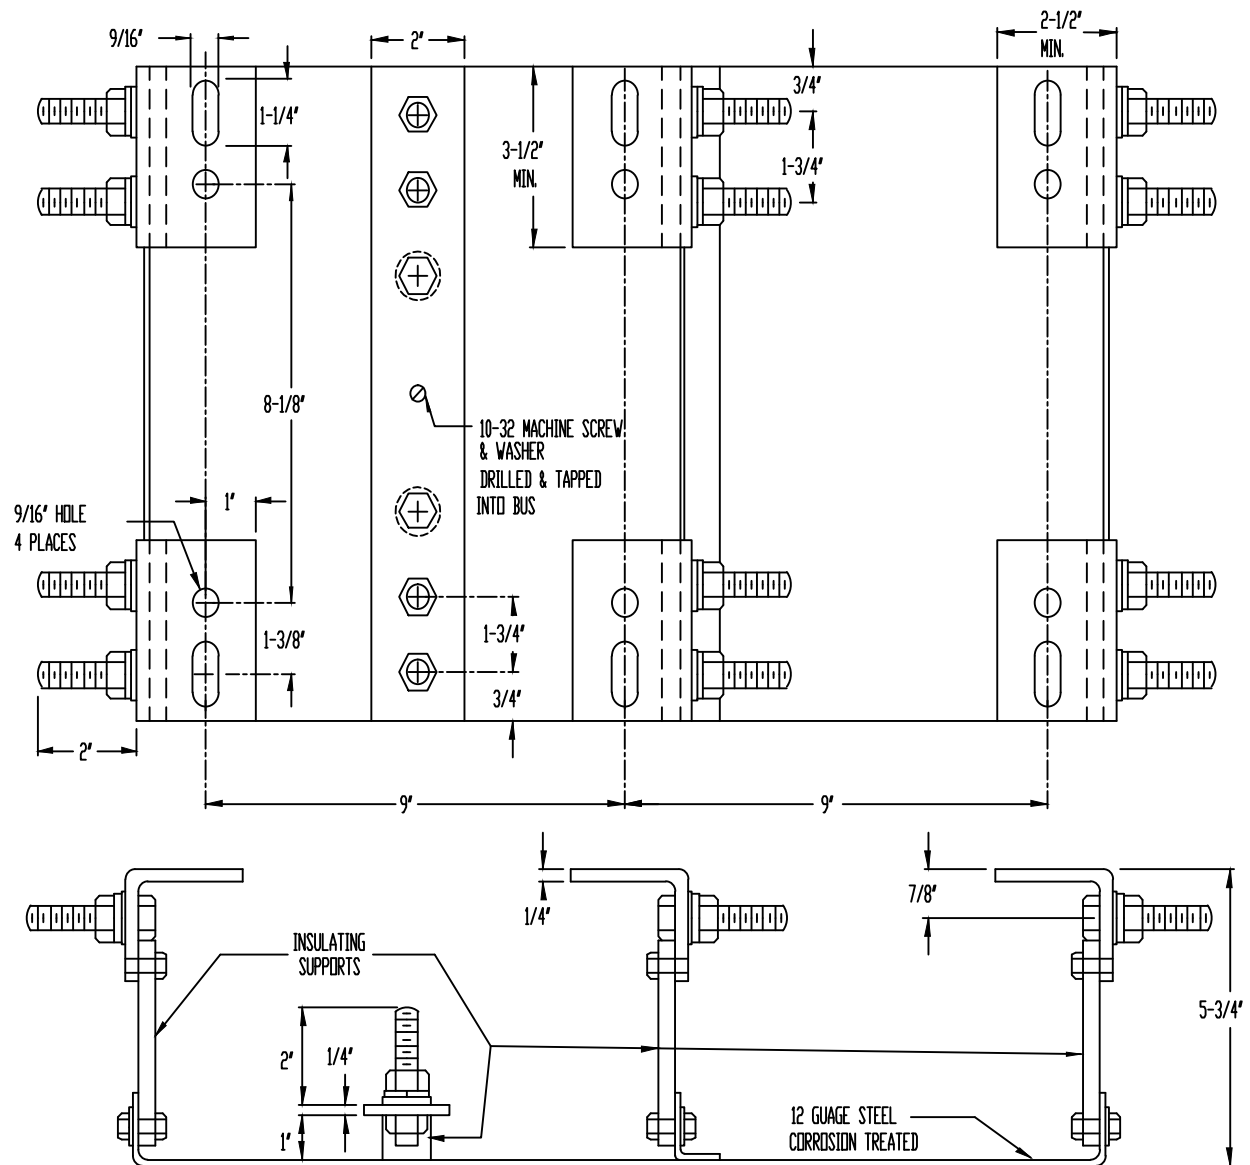 9/16"
2"
2-1/2"
MIN.
3/4"
1-1/4"
3-1/2"
MIN.
1-3/4"
8-1/8"
10-32 MACHINE SCREW
& WASHER
DRILLED & TAPPED
INTO BUS
1"
9/16" HOLE
4 PLACES
1-3/8"
1-3/4"
3/4"
2"
9"
9"
1/4"
7/8"
INSULATING
SUPPORTS
5-3/4"
2"
1/4"
1"
12 GUAGE STEEL
CORROSION TREATED